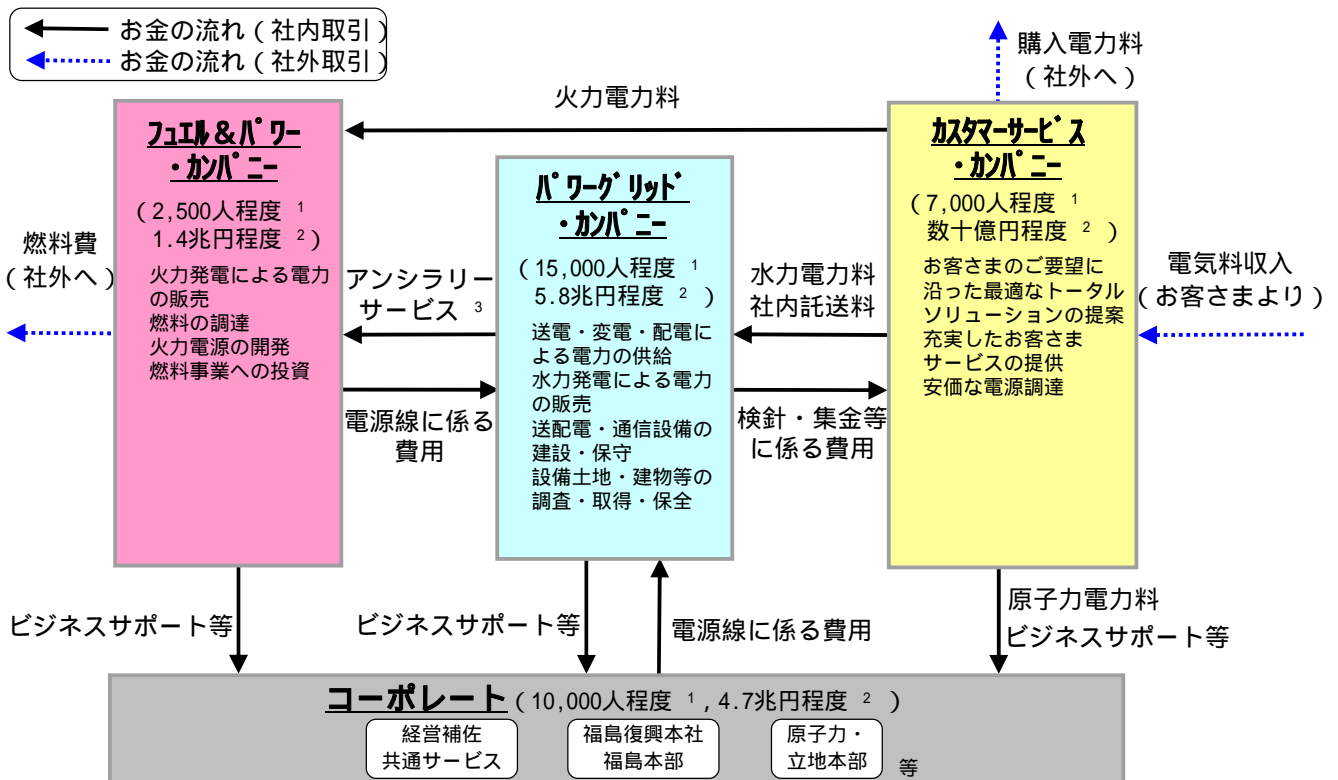 お金の流れ(社内取引)
お金の流れ(社外取引)
購入電力料
(社外へ)
火力電力料
フュエル&パワー
・カンパニー
(2,500人程度 1
1.4兆円程度 2)
火力発電による電力
の販売
燃料の調達
火力電源の開発
燃料事業への投資
燃料費
(社外へ)
アンシラリー
サービス 3
電源線に係る
費用
パワーグリッド
・カンパニー
(15,000人程度 1
5.8兆円程度 2)
送電・変電・配電に
よる電力の供給
水力発電による電力
の販売
送配電・通信設備の
建設・保守
設備土地・建物等の
調査・取得・保全
水力電力料
社内託送料
検針・集金等
に係る費用
カスタマーサービス
・カンパニー
(7,000人程度 1
数十億円程度 2 )
お客さまのご要望に
沿った最適なトータル
ソリューションの提案
充実したお客さま
サービスの提供
安価な電源調達
電気料収入
(お客さまより)
ビジネスサポート等
ビジネスサポート等
電源線に係る費用
原子力電力料
ビジネスサポート等
コーポレート(10,000人程度 1 ,4.7兆円程度 2 )
経営補佐
共通サービス
福島復興本社
福島本部
原子力・
立地本部
等